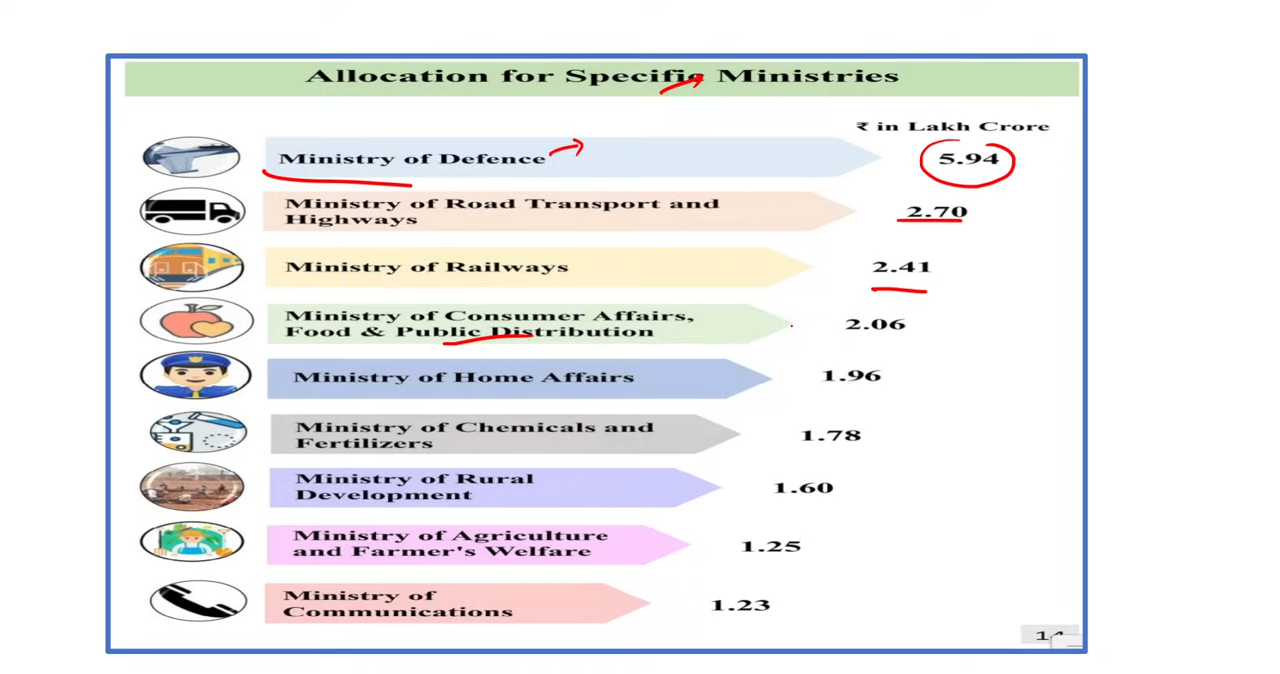 Allocation for Specific Ministries
₹ in Lakh Crore
Ministry of Defence
5.94
Ministry of Road Transport and
Highways
2.70
Ministry of Railways
2.41
Ministry of Consumer Affairs,
Food & Public Distribution
2.06
Ministry of Home Affairs
1.96
Ministry of Chemicals and
Fertilizers
1.78
Ministry of Rural
Development
1.60
Ministry of Agriculture
and Farmer's Welfare
1.25
Ministry of
Communications
1.23